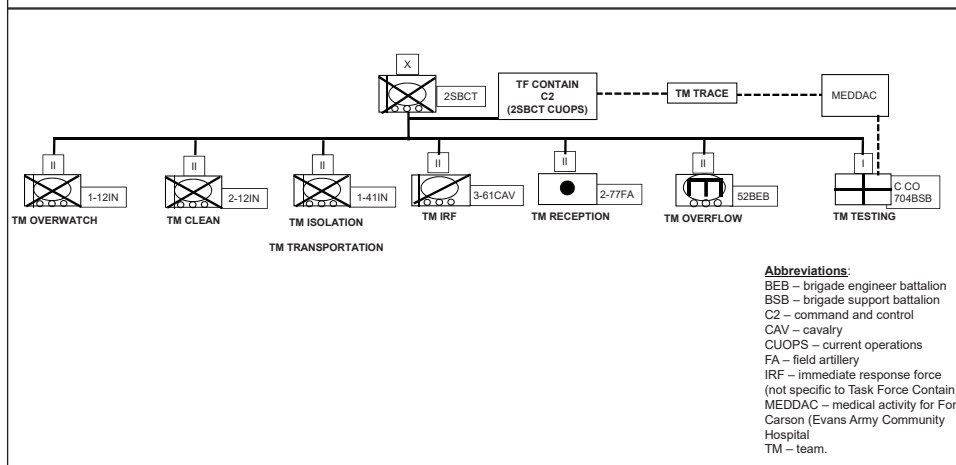 X
2SBCT
TF CONTAIN
C2
(2SBCT CUOPS)
TM TRACE
MEDDAC
II
II
II
II
II
II
I
1-12IN
2-12IN
1-41IN
3-61CAV
2-77FA
52BEB
C CO
704BSB
TM OVERWATCH
TM CLEAN
TM ISOLATION
TM IRF
TM RECEPTION
TM OVERFLOW
TM TESTING
TM TRANSPORTATION
Abbreviations:
BEB – brigade engineer battalion
BSB – brigade support battalion
C2 – command and control
CAV – cavalry
CUOPS – current operations
FA – field artillery
IRF – immediate response force
(not specific to Task Force Contain
MEDDAC – medical activity for For
Carson (Evans Army Community
Hospital
TM – team.